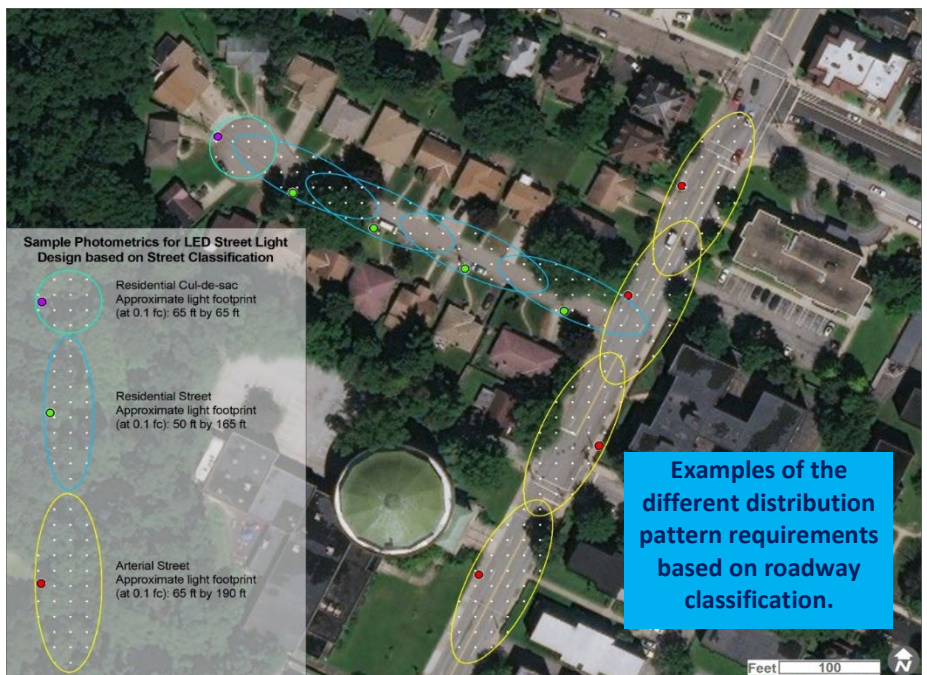 Sample Photometrics for LED Street Light
Design based on Street Classification
Residential Cul-de-sac
Approximate light footprint
(at 0.1 fc): 65 ft by 65 ft
Residential Street
Approximate light footprint
(at 0.1 fc): 50 ft by 165 ft
Arterial Street
Approximate light footprint
(at 0.1 fc): 65 ft by 190 ft
Examples of the
different distribution
pattern requirements
based on roadway
classification.
Feet 100
N